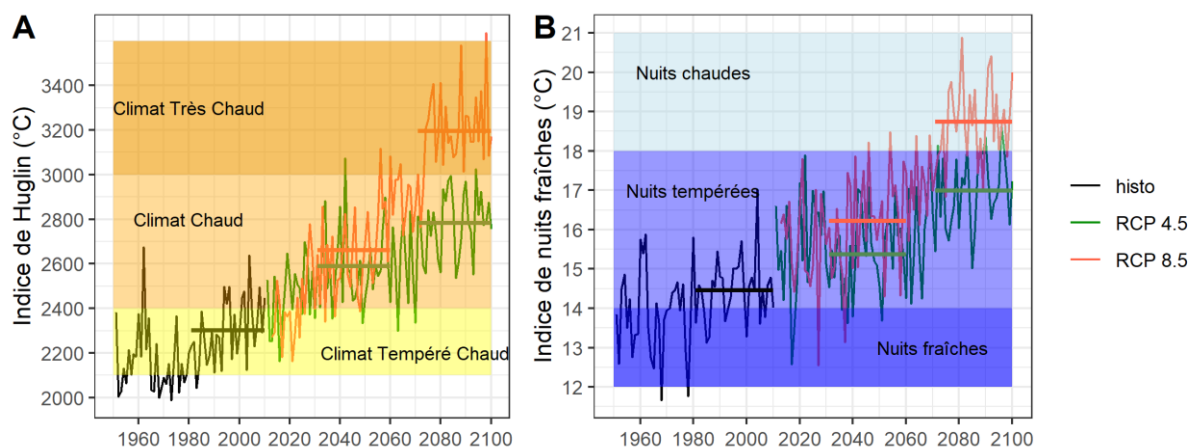 A
Indice de Huglin (°C)
3400
3200
3000
2800
2600
2400
2200
2000
Climat Très Chaud
Climat Chaud
Climat Tempéré Chaud
1960 1980 2000 2020 2040 2060 2080 2100
B
Indice de nuits fraîches (°C)
21
20
19
18
17
16
15
14
13
12
Nuits chaudes
Nuits tempérées
Nuits fraîches
1960 1980 2000 2020 2040 2060 2080 2100
histo
RCP 4.5
RCP 8.5